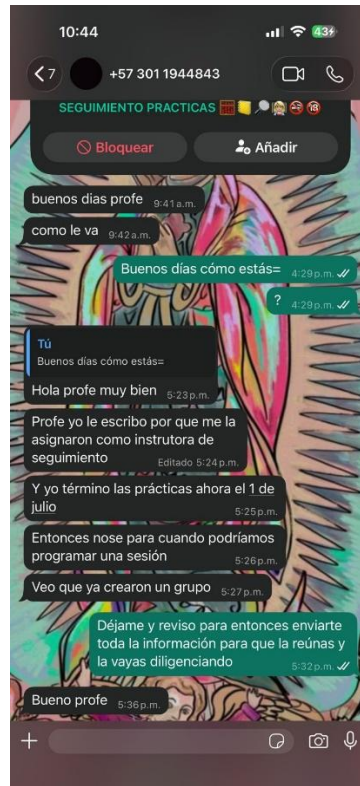 10:44
43
7
+57 301 1944843
SEGUIMIENTO PRACTICAS
Bloquear
Añadir
buenos dias profe 9:41 a.m.
como le va 9:42 a.m.
Buenos días cómo estás= 4:29 p.m.
? 4:29 p.m.
Tú
Buenos días cómo estás=
Hola profe muy bien 5:23 p.m.
Profe yo le escribo por que me la
asignaron como instrutora de
seguimiento Editado 5:24 p.m.
Y yo término las prácticas ahora el 1 de
julio 5:25 p.m.
Entonces nose para cuando podríamos
programar una sesión 5:26 p.m.
Veo que ya crearon un grupo 5:27 p.m.
Déjame y reviso para entonces enviarte
toda la información para que la reúnas y
la vayas diligenciando 5:32 p.m.
Bueno profe 5:36 p.m.